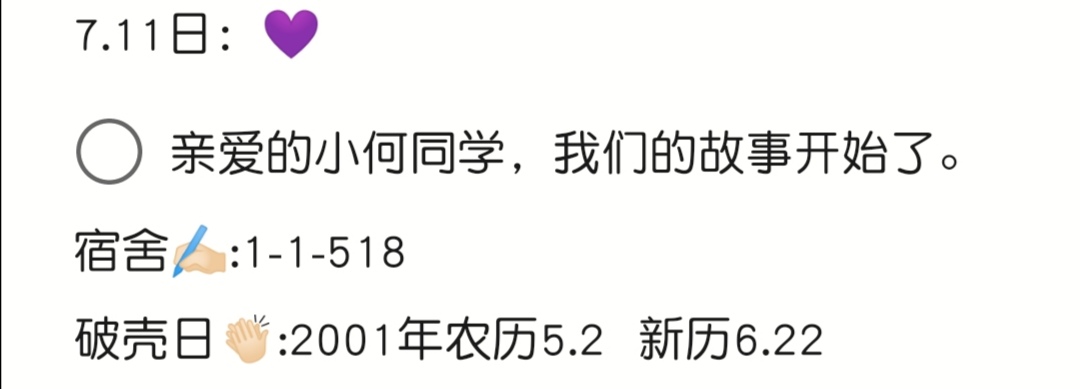 7.11日：💜
亲爱的小何同学，我们的故事开始了。
宿舍✍🏻:1-1-518
破壳日👏🏻:2001年农历5.2 新历6.22